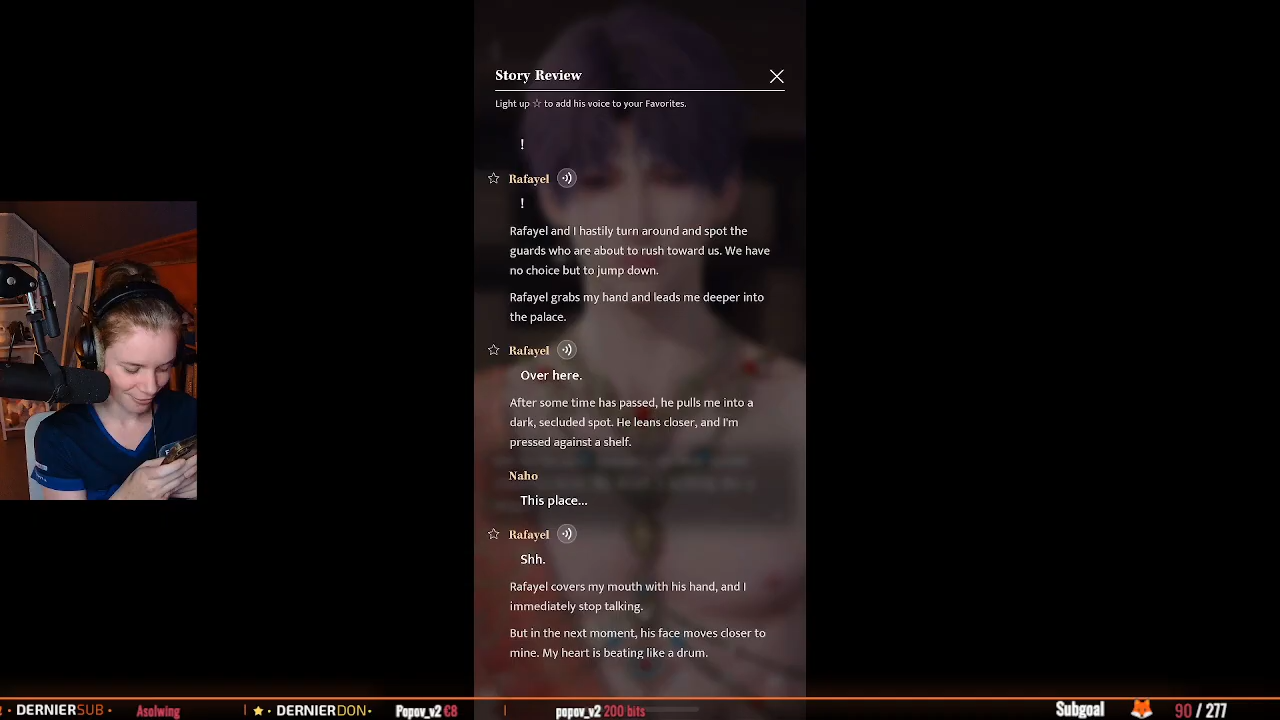 Story Review
Light up ☆ to add his voice to your Favorites.
!
Rafayel
!
Rafayel and I hastily turn around and spot the
guards who are about to rush toward us. We have
no choice but to jump down.
Rafayel grabs my hand and leads me deeper into
the palace.
Rafayel
Over here.
After some time has passed, he pulls me into a
dark, secluded spot. He leans closer, and I'm
pressed against a shelf.
Naho
This place...
Rafayel
Shh.
Rafayel covers my mouth with his hand, and I
immediately stop talking.
But in the next moment, his face moves closer to
mine. My heart is beating like a drum.
• DERNIERSUB • Asolwing | ★ • DERNIERDON • Popov_v2 €8 | popov_v2 200 bits Subgoal 90 / 277